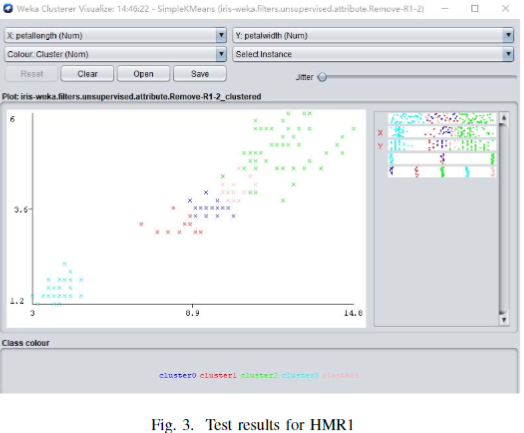 Weka Clusterer Visualize: 14:46:22 - SimpleKMeans (iris-weka.filters.unsupervised.attribute.Remove-R1-2)
X: petallength (Num)
Y: petalwidth (Num)
Colour: Cluster (Nom)
Select Instance
Reset
Clear
Open
Save
Jitter
Plot: iris-weka.filters.unsupervised.attribute.Remove-R1-2_clustered
6
3.6
1.2
3
8.9
14.8
X
Y
Class colour
cluster0 cluster1 cluster2 cluster3 cluster4
Fig. 3. Test results for HMR1